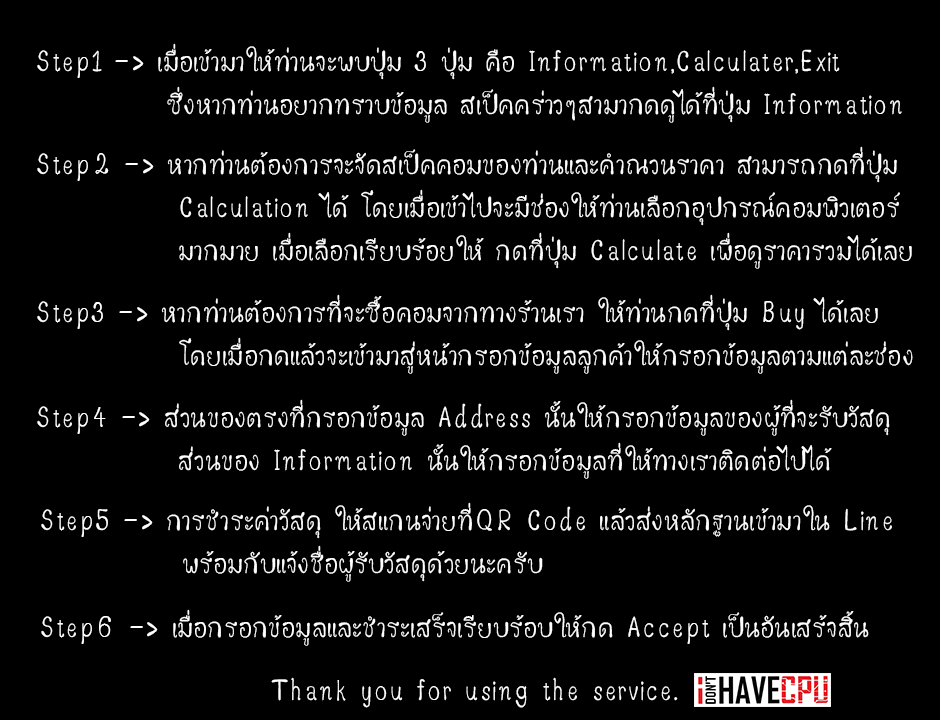 Step1 -> เมื่อเข้ามาให้ท่านจะพบปุ่ม 3 ปุ่ม คือ Information,Calculater,Exit
ซึ่งหากท่านอยากทราบข้อมูล สเป็คคร่าวๆสามากดดูได้ที่ปุ่ม Information
Step2 -> หากท่านต้องการจะจัดสเป็คคอมของท่านและคำณวนราคา สามารถกดที่ปุ่ม
Calculation ได้ โดยเมื่อเข้าไปจะมีช่องให้ท่านเลือกอุปกรณ์คอมพิวเตอร์
มากมาย เมื่อเลือกเรียบร้อยให้ กดที่ปุ่ม Calculate เพื่อดูราคารวมได้เลย
Step3 -> หากท่านต้องการที่จะซื้อคอมจากทางร้านเรา ให้ท่านกดที่ปุ่ม Buy ได้เลย
โดยเมื่อกดแล้วจะเข้ามาสู่หน้ากรอกข้อมูลลูกค้าให้กรอกข้อมูลตามแต่ละช่อง
Step4 -> ส่วนของตรงที่กรอกข้อมูล Address นั้นให้กรอกข้อมูลของผู้ที่จะรับวัสดุ
ส่วนของ Information นั้นให้กรอกข้อมูลที่ให้ทางเราติดต่อไปได้
Step5 -> การชำระค่าวัสดุ ให้สแกนจ่ายที่QR Code แล้วส่งหลักฐานเข้ามาใน Line
พร้อมกับแจ้งชื่อผู้รับวัสดุด้วยนะครับ
Step6 -> เมื่อกรอกข้อมูลและชำระเสร็จเรียบร้อบให้กด Accept เป็นอันเสร้จสิ้น
Thank you for using the service. I DON'T HAVECPU